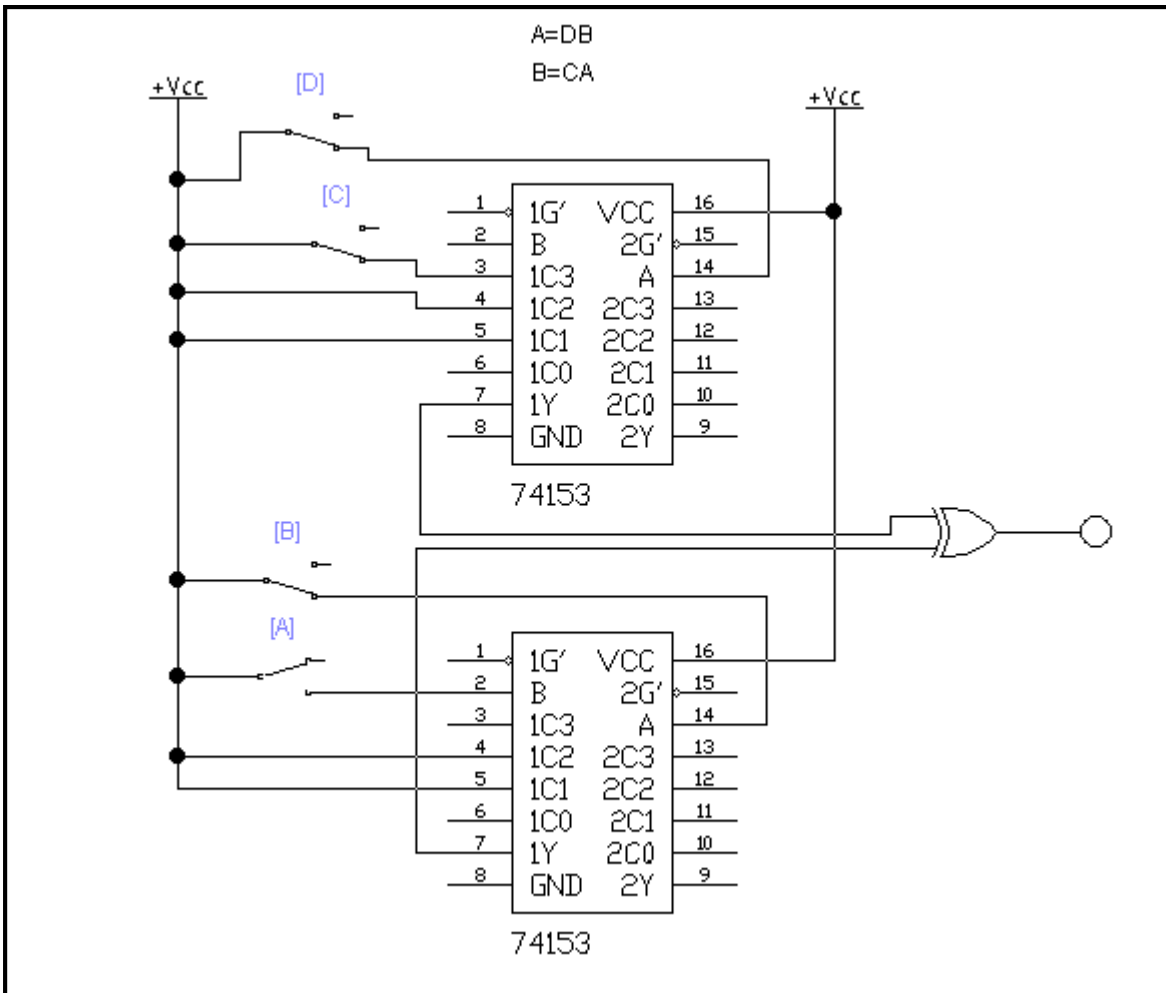 A=DB
B=CA
+Vcc
[D]
+Vcc
[C]
1 1G' VCC 16
2 B 2G' 15
3 1C3 A 14
4 1C2 2C3 13
5 1C1 2C2 12
6 1C0 2C1 11
7 1Y 2C0 10
8 GND 2Y 9
74153
[B]
[A]
1 1G' VCC 16
2 B 2G' 15
3 1C3 A 14
4 1C2 2C3 13
5 1C1 2C2 12
6 1C0 2C1 11
7 1Y 2C0 10
8 GND 2Y 9
74153